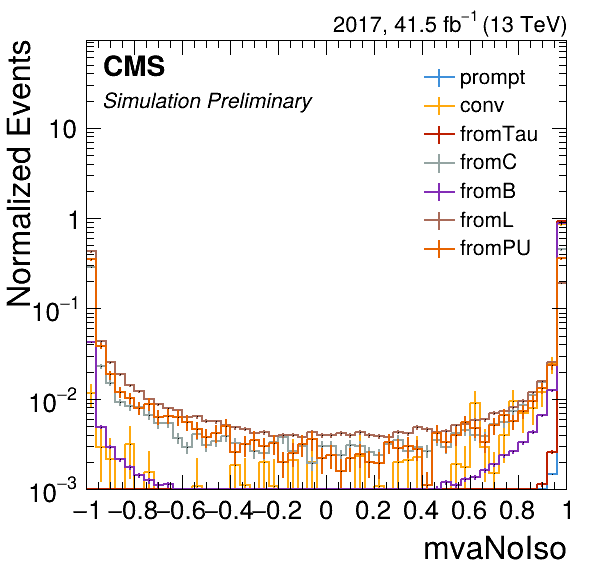 2017, 41.5 fb⁻¹ (13 TeV)
CMS
Simulation Preliminary
prompt
conv
fromTau
fromC
fromB
fromL
fromPU
Normalized Events
10
1
10⁻¹
10⁻²
10⁻³
−1 −0.8 −0.6 −0.4 −0.2 0 0.2 0.4 0.6 0.8 1
mvaNoIso